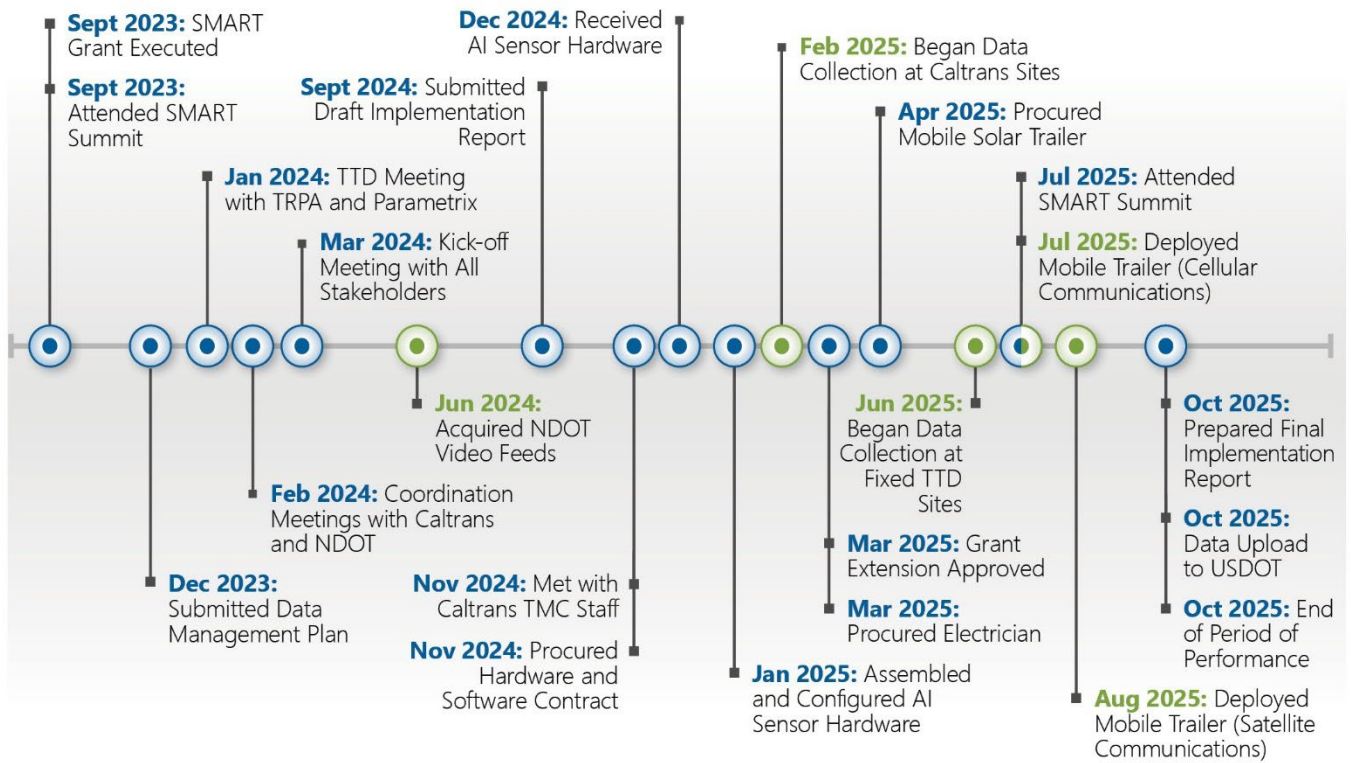 Sept 2023: SMART
Grant Executed
Sept 2023:
Attended SMART
Summit
Jan 2024: TTD Meeting
with TRPA and Parametrix
Mar 2024: Kick-off
Meeting with All
Stakeholders
Sept 2024: Submitted
Draft Implementation
Report
Dec 2024: Received
AI Sensor Hardware
Feb 2025: Began Data
Collection at Caltrans Sites
Apr 2025: Procured
Mobile Solar Trailer
Jul 2025: Attended
SMART Summit
Jul 2025: Deployed
Mobile Trailer (Cellular
Communications)
Dec 2023:
Submitted Data
Management Plan
Feb 2024: Coordination
Meetings with Caltrans
and NDOT
Jun 2024:
Acquired NDOT
Video Feeds
Nov 2024: Met with
Caltrans TMC Staff
Nov 2024: Procured
Hardware and
Software Contract
Jan 2025: Assembled
and Configured AI
Sensor Hardware
Mar 2025: Grant
Extension Approved
Mar 2025:
Procured Electrician
Jun 2025:
Began Data
Collection at
Fixed TTD
Sites
Aug 2025: Deployed
Mobile Trailer (Satellite
Communications)
Oct 2025:
Prepared Final
Implementation
Report
Oct 2025:
Data Upload
to USDOT
Oct 2025: End
of Period of
Performance